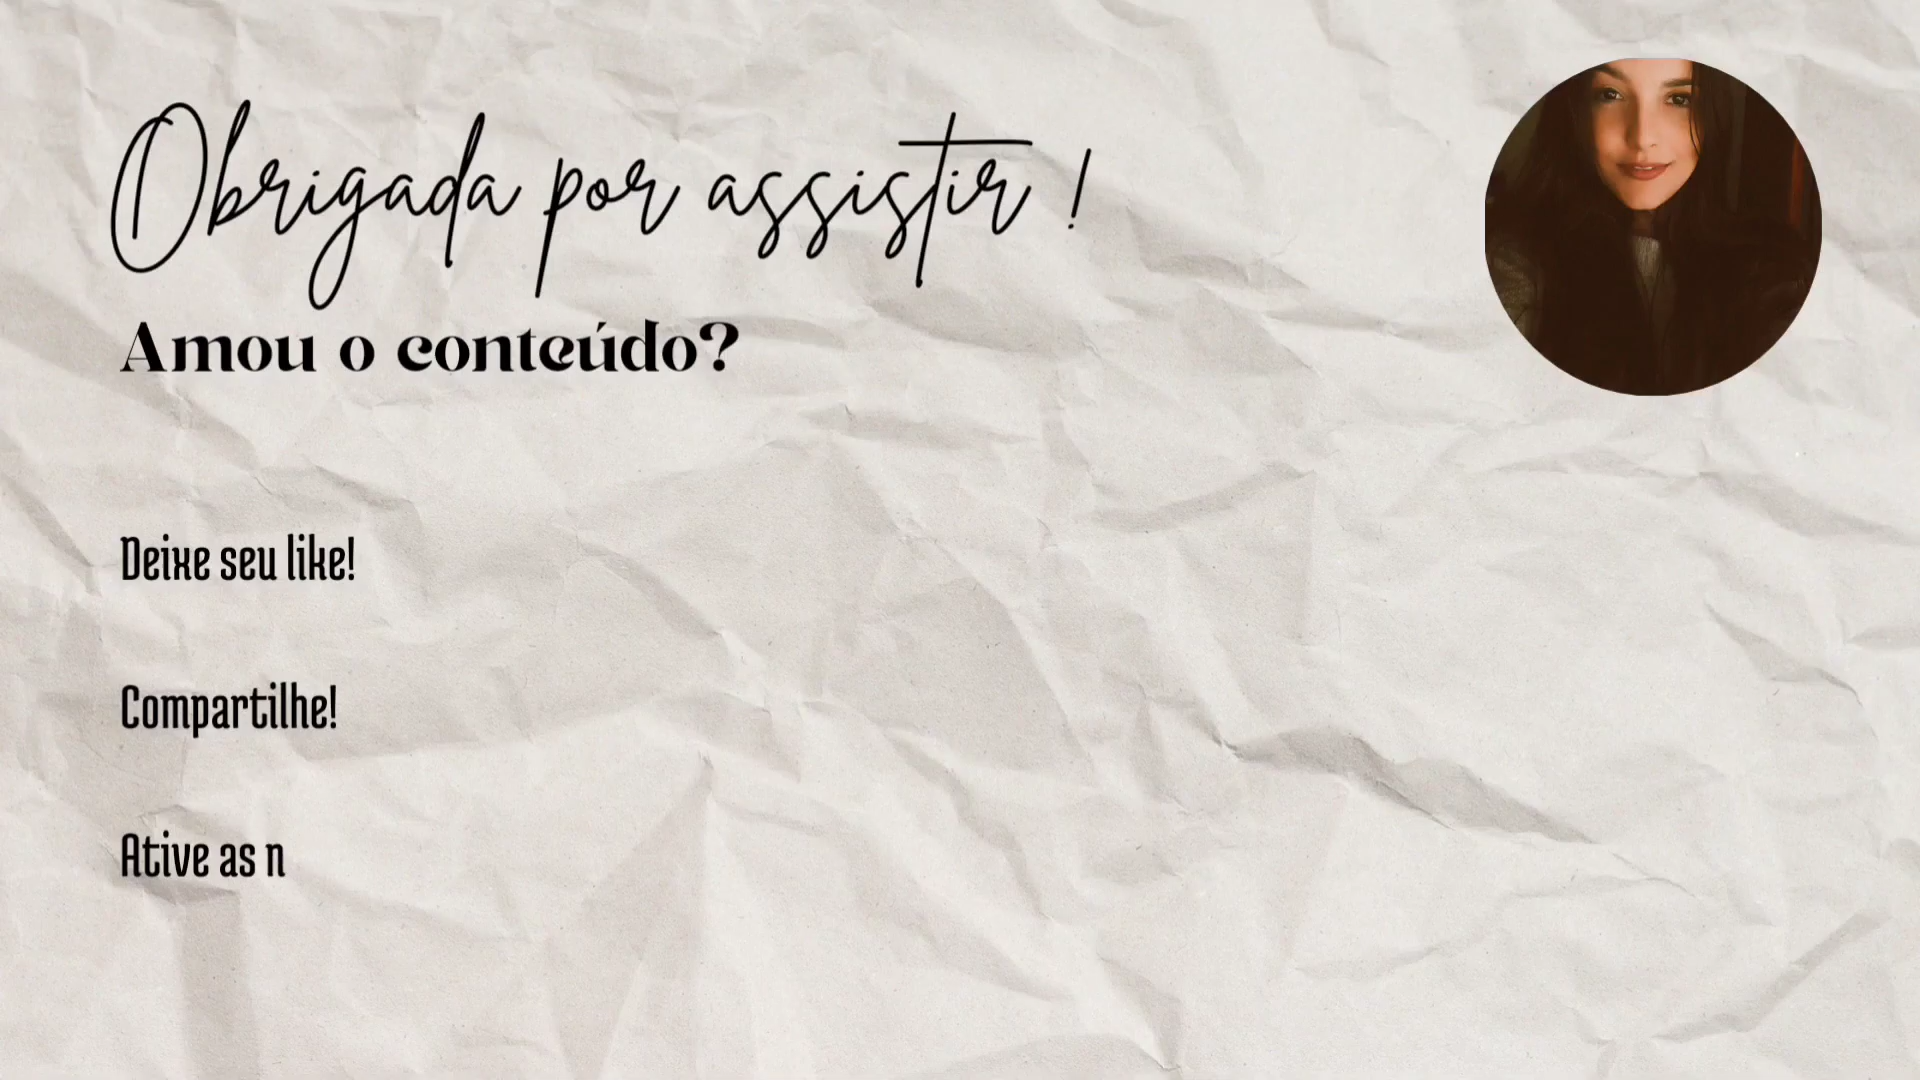 Obrigada por assistir !
Amou o conteúdo?
Deixe seu like!
Compartilhe!
Ative as n